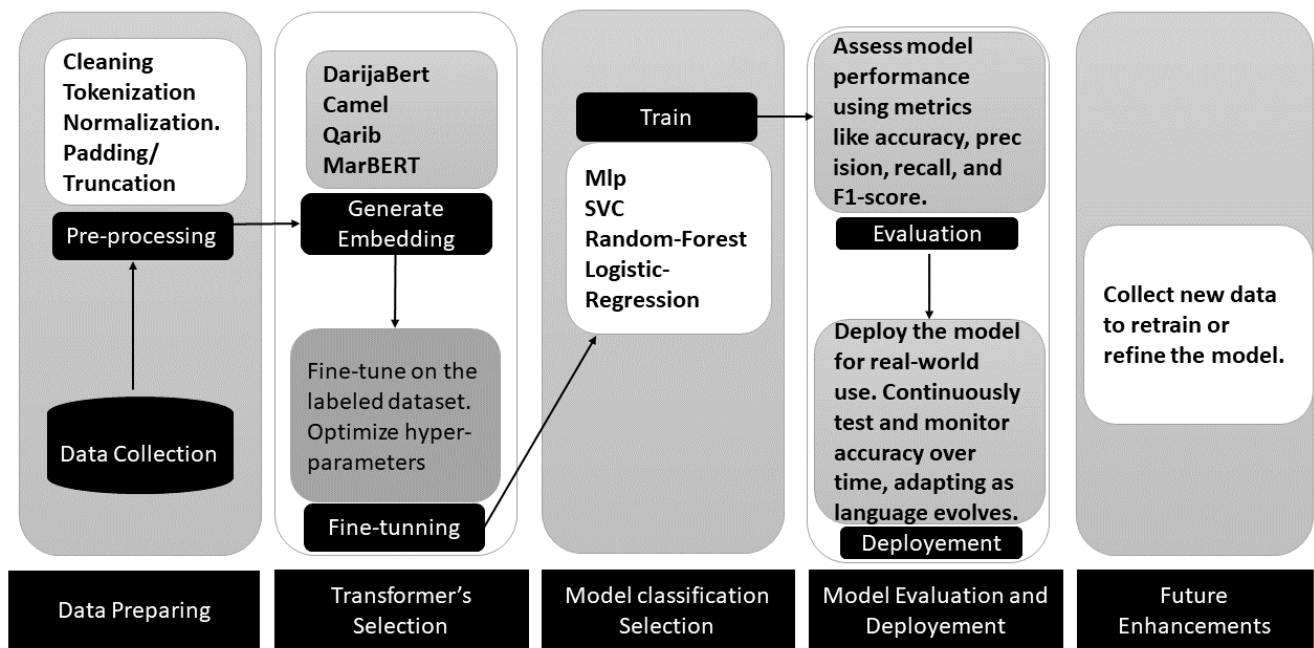 Cleaning
Tokenization
Normalization.
Padding/
Truncation
Pre-processing
Data Collection
Data Preparing
DarijaBert
Camel
Qarib
MarBERT
Generate
Embedding
Fine-tune on the
labeled dataset.
Optimize hyper-
parameters
Fine-tunning
Transformer's
Selection
Train
Mlp
SVC
Random-Forest
Logistic-
Regression
Model classification
Selection
Assess model
performance
using metrics
like accuracy, prec
ision, recall, and
F1-score.
Evaluation
Deploy the model
for real-world
use. Continuously
test and monitor
accuracy over
time, adapting as
language evolves.
Deployement
Model Evaluation and
Deployement
Collect new data
to retrain or
refine the model.
Future
Enhancements